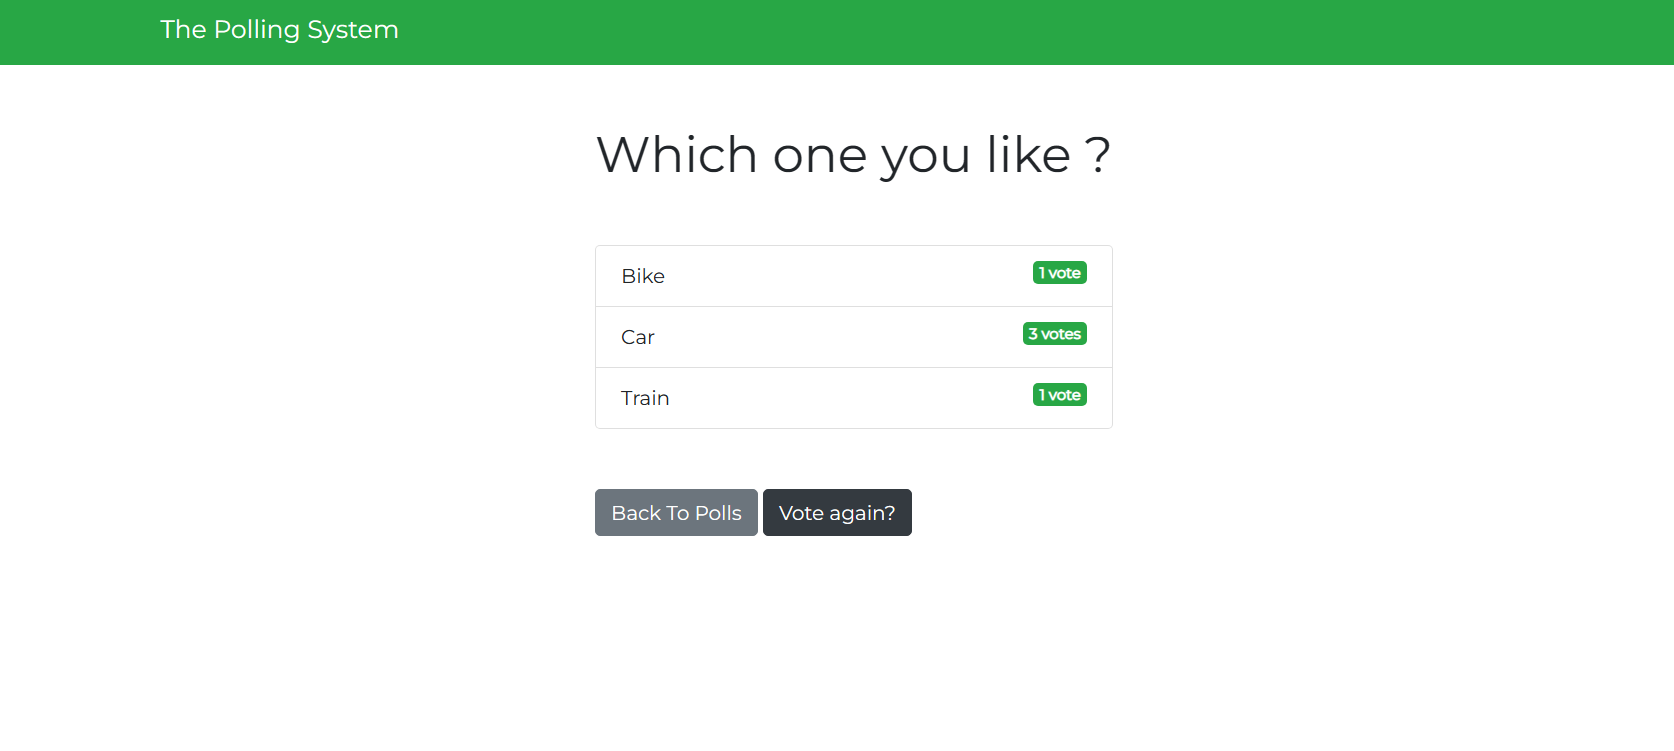 The Polling System
Which one you like ?
Bike 1 vote
Car 3 votes
Train 1 vote
Back To Polls Vote again?